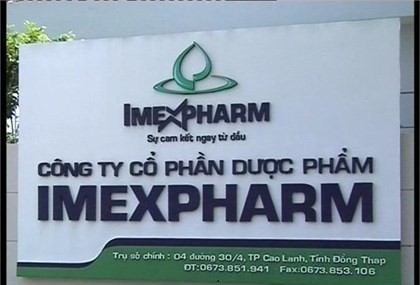 IMEXPHARM
Sự cam kết ngay từ đầu
CÔNG TY CỔ PHẦN DƯỢC PHẨM
IMEXPHARM
Trụ sở chính : 04 đường 30/4, TP Cao Lãnh, Tỉnh Đồng Tháp
ĐT:0673.851.941 Fax:0673.853.106